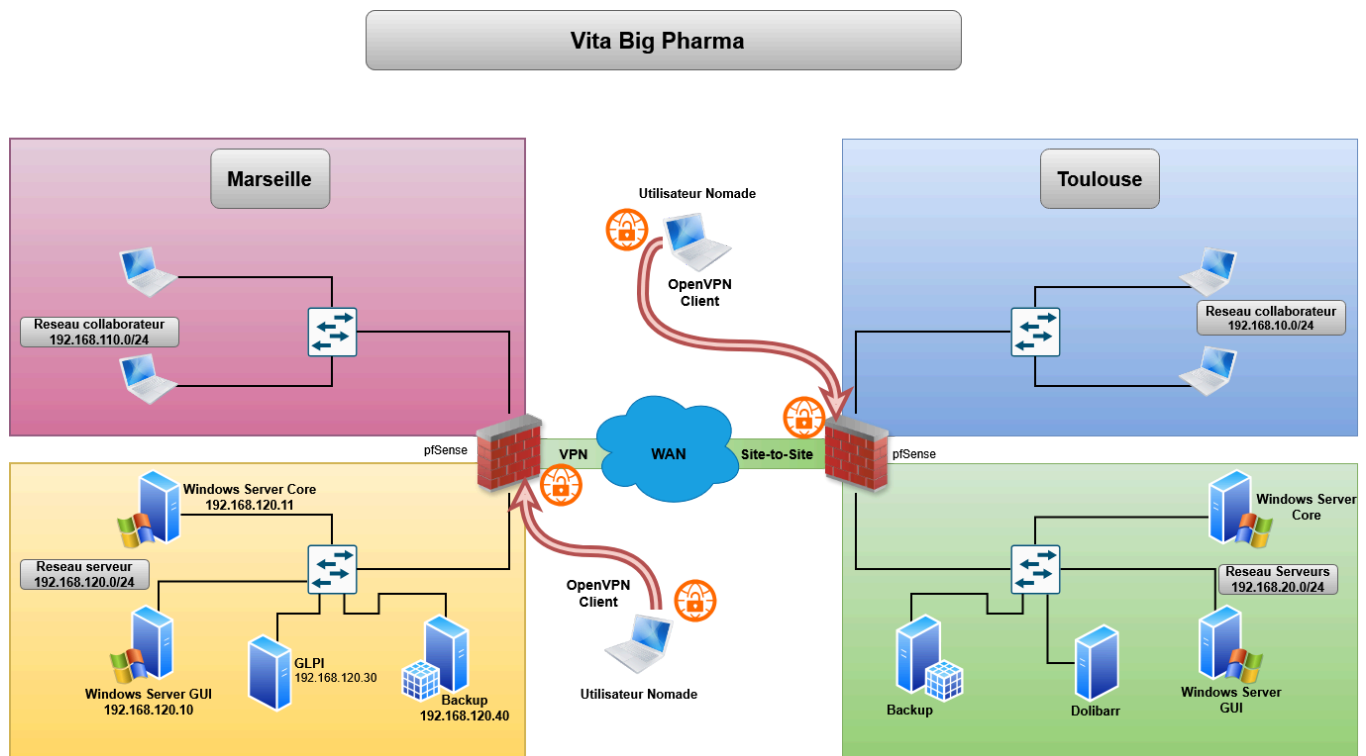 Vita Big Pharma
Marseille
Reseau collaborateur
192.168.110.0/24
Utilisateur Nomade
OpenVPN
Client
Toulouse
Reseau collaborateur
192.168.10.0/24
pfSense
VPN
WAN
Site-to-Site
pfSense
Windows Server Core
192.168.120.11
Reseau serveur
192.168.120.0/24
Windows Server GUI
192.168.120.10
GLPI
192.168.120.30
Backup
192.168.120.40
OpenVPN
Client
Utilisateur Nomade
Windows Server
Core
Reseau Serveurs
192.168.20.0/24
Backup
Dolibarr
Windows Server
GUI